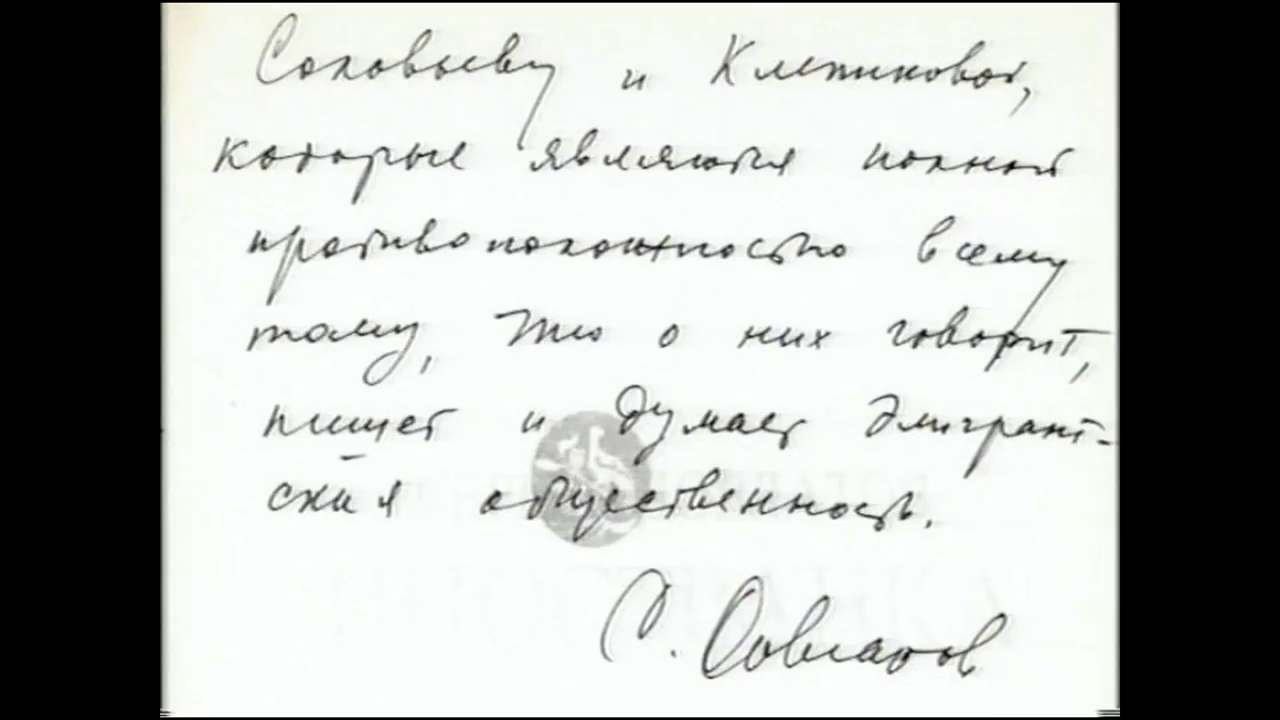 Соловьеву и Клепиковой,
которые являются полной
противоположностью всему
тому, что о них говорит,
пишет и думает эмигрант-
ская общественность.
С. Довлатов